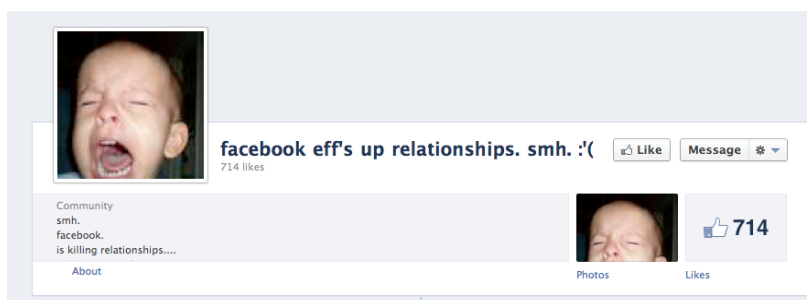 facebook eff's up relationships. smh. :'(
Like
Message
714 likes
Community
smh.
facebook.
is killing relationships....
714
About
Photos
Likes